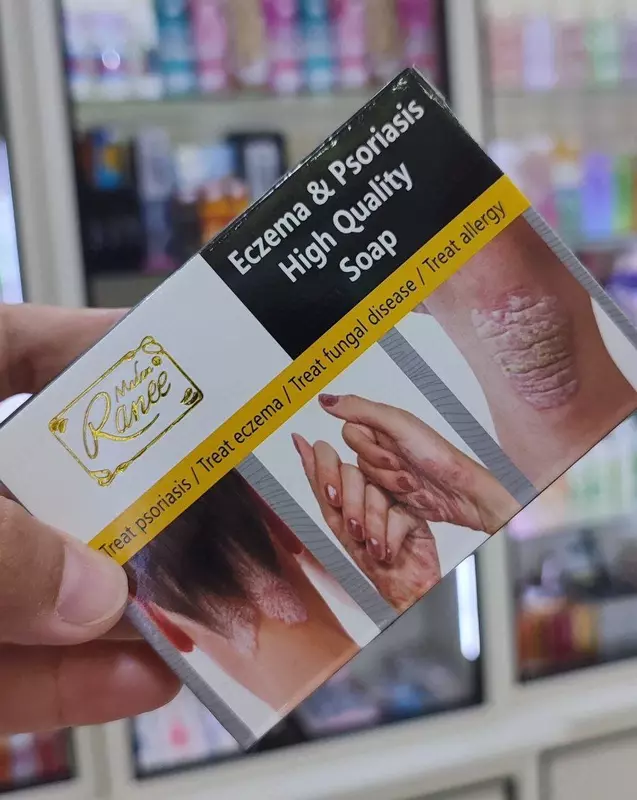 Eczema & Psoriasis
High Quality
Soap
Treat psoriasis / Treat eczema / Treat fungal disease / Treat allergy
Madam
Ranee